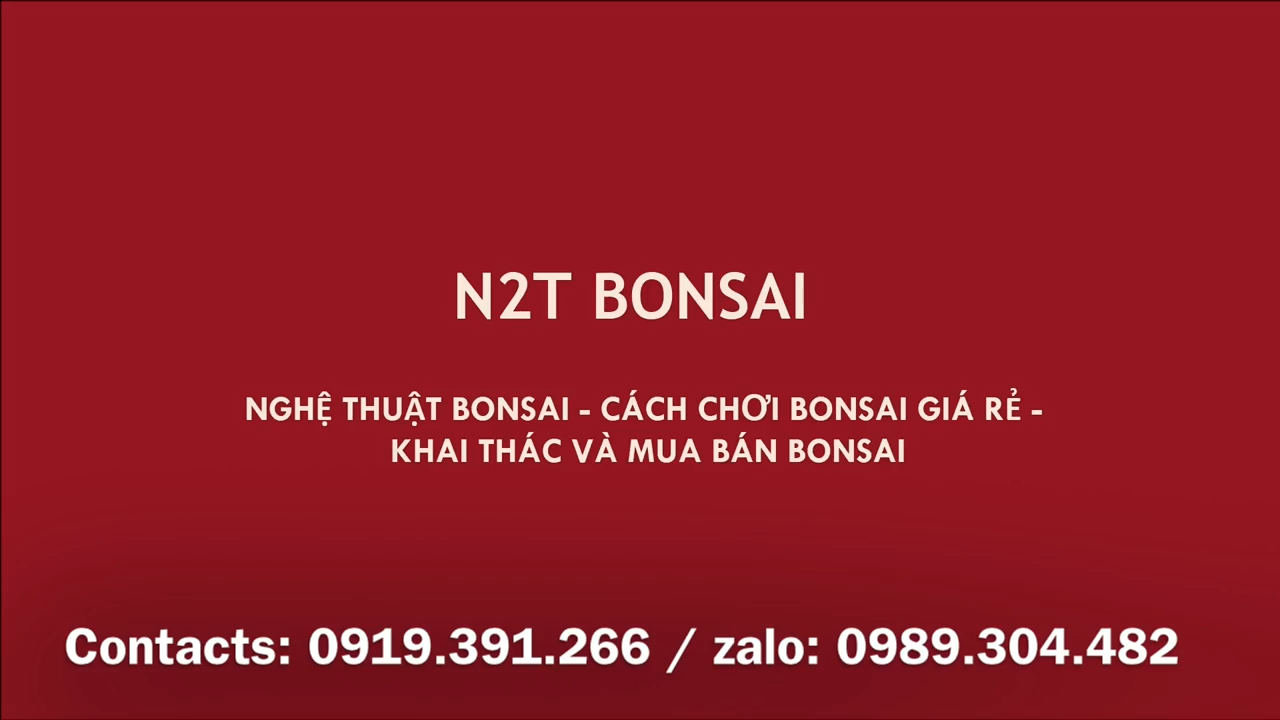 N2T BONSAI
NGHỆ THUẬT BONSAI - CÁCH CHƠI BONSAI GIÁ RẺ -
KHAI THÁC VÀ MUA BÁN BONSAI
Contacts: 0919.391.266 / zalo: 0989.304.482